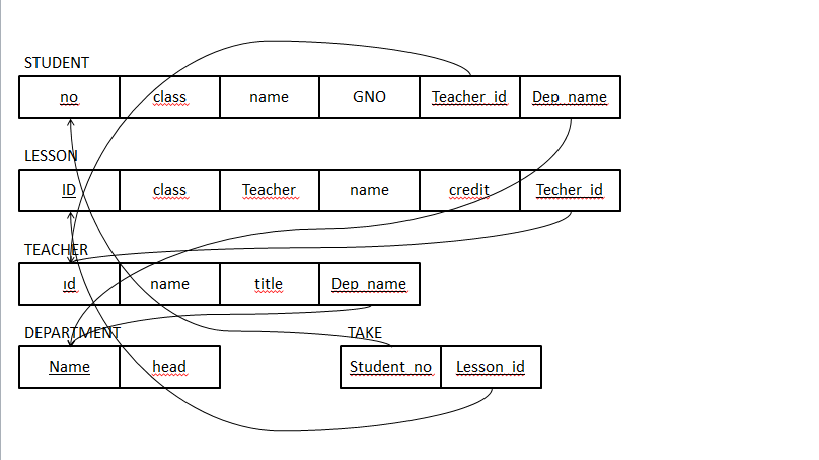 STUDENT
no class name GNO Teacher_id Dep_name
LESSON
ID class Teacher name credit Techer_id
TEACHER
id name title Dep_name
DEPARTMENT TAKE
Name head Student_no Lesson_id